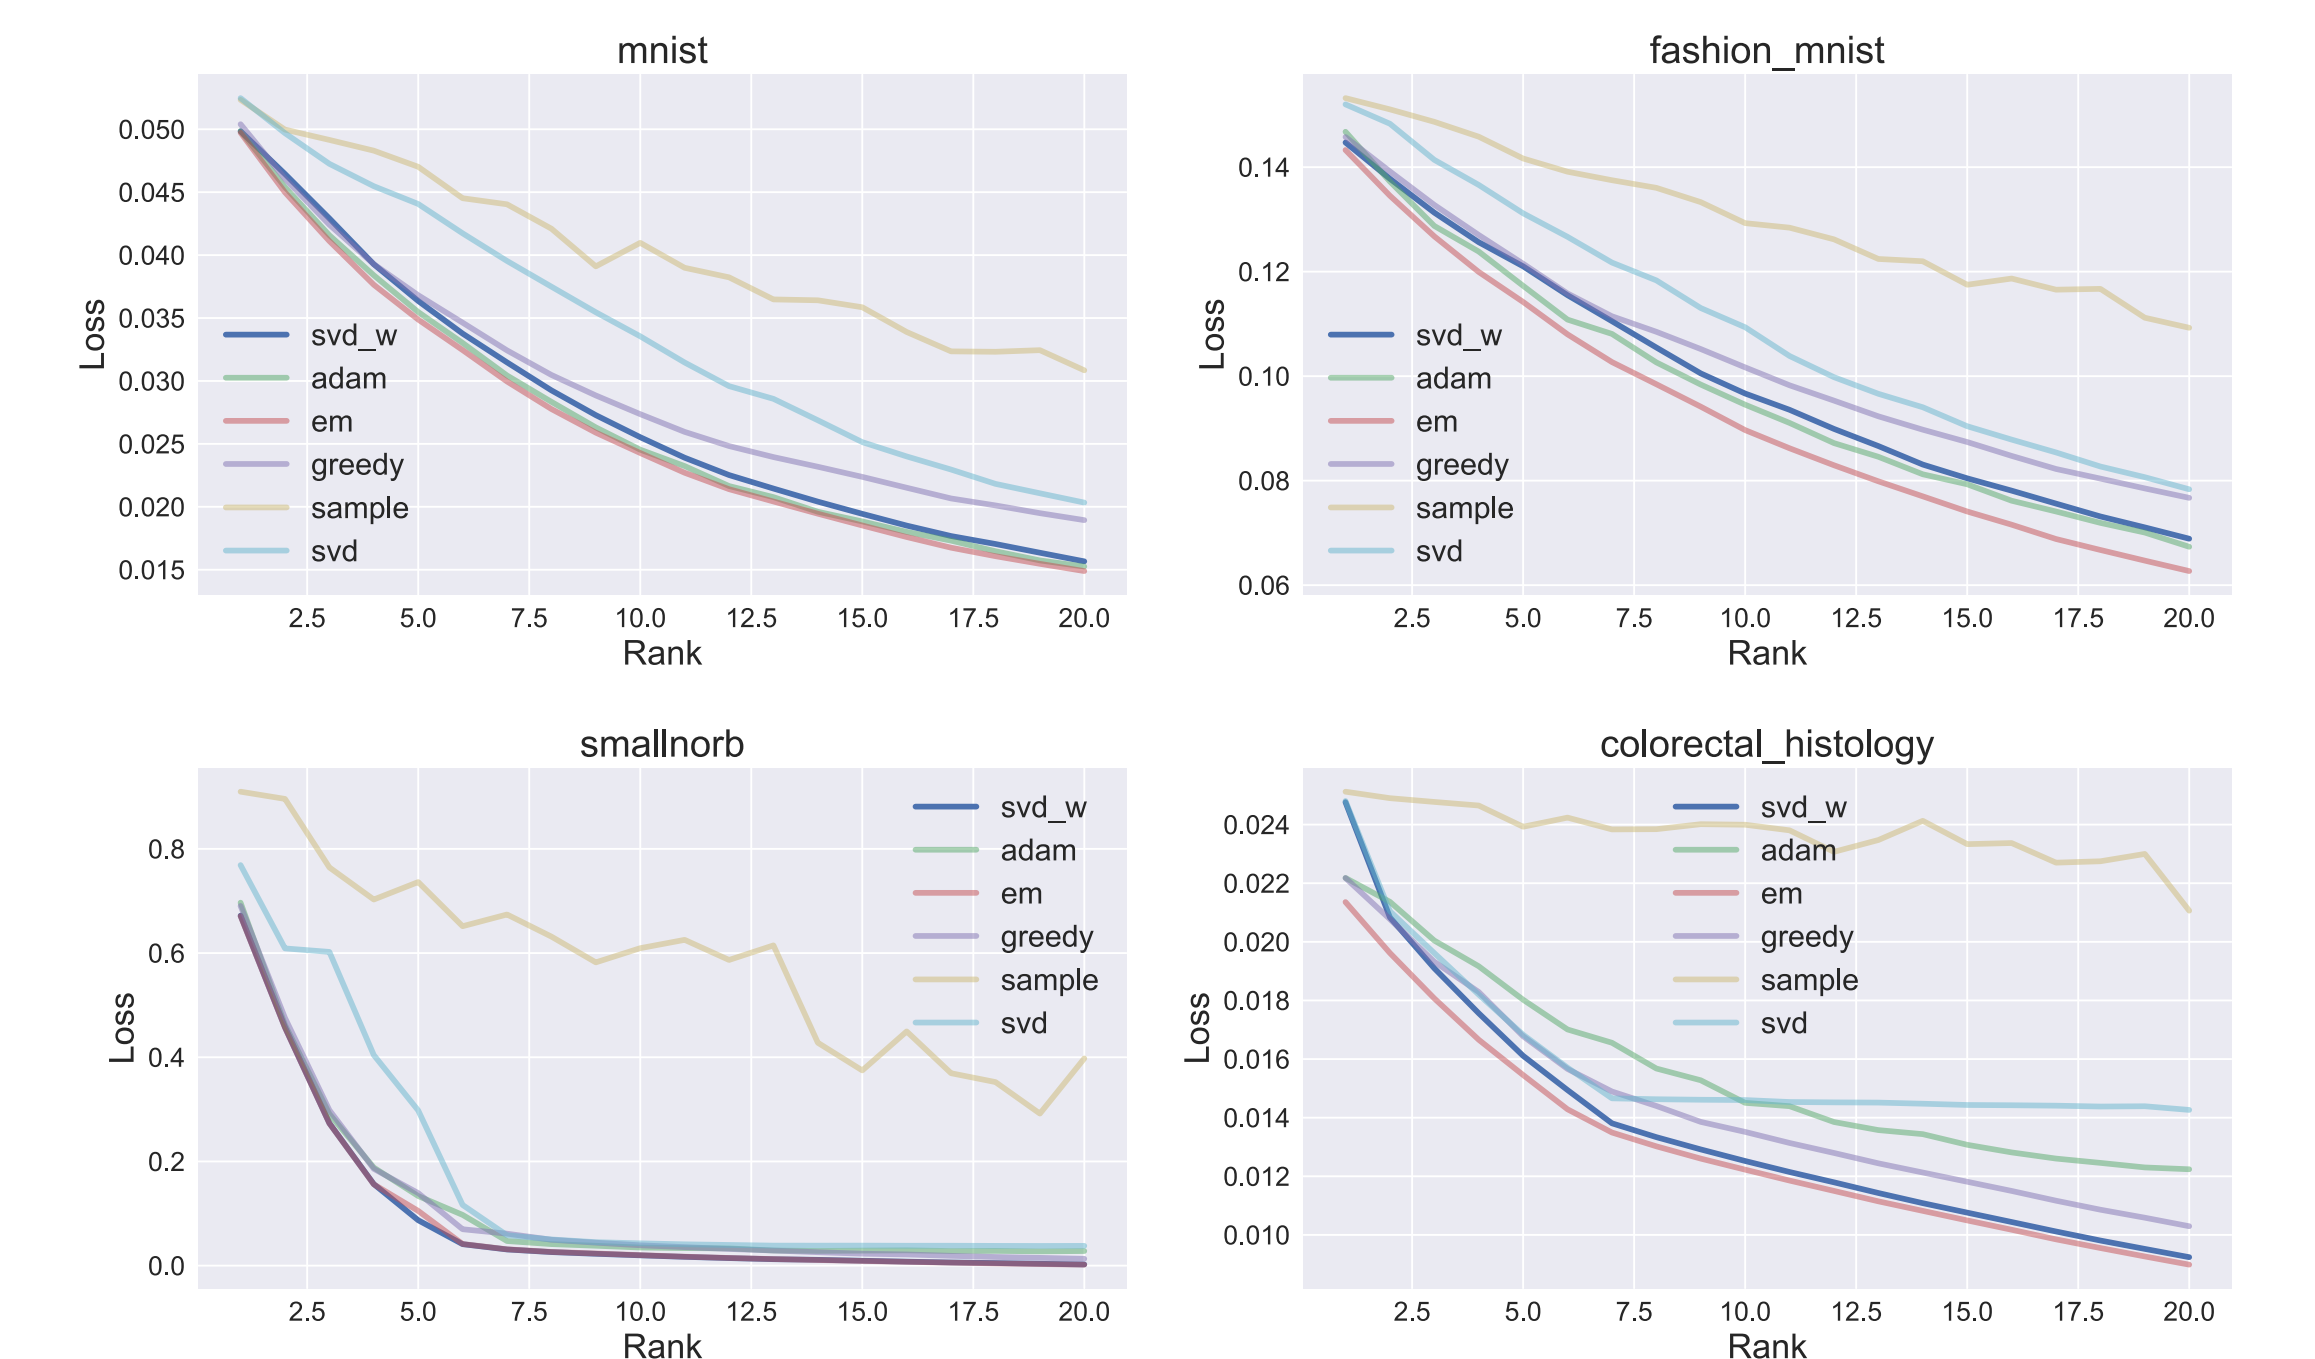 mnist
0.050
0.045
0.040
0.035
0.030
0.025
0.020
0.015
Loss
svd_w
adam
em
greedy
sample
svd
2.5 5.0 7.5 10.0 12.5 15.0 17.5 20.0
Rank
fashion_mnist
0.14
0.12
0.10
0.08
0.06
Loss
svd_w
adam
em
greedy
sample
svd
2.5 5.0 7.5 10.0 12.5 15.0 17.5 20.0
Rank
smallnorb
0.8
0.6
0.4
0.2
0.0
Loss
svd_w
adam
em
greedy
sample
svd
2.5 5.0 7.5 10.0 12.5 15.0 17.5 20.0
Rank
colorectal_histology
0.024
0.022
0.020
0.018
0.016
0.014
0.012
0.010
Loss
svd_w
adam
em
greedy
sample
svd
2.5 5.0 7.5 10.0 12.5 15.0 17.5 20.0
Rank